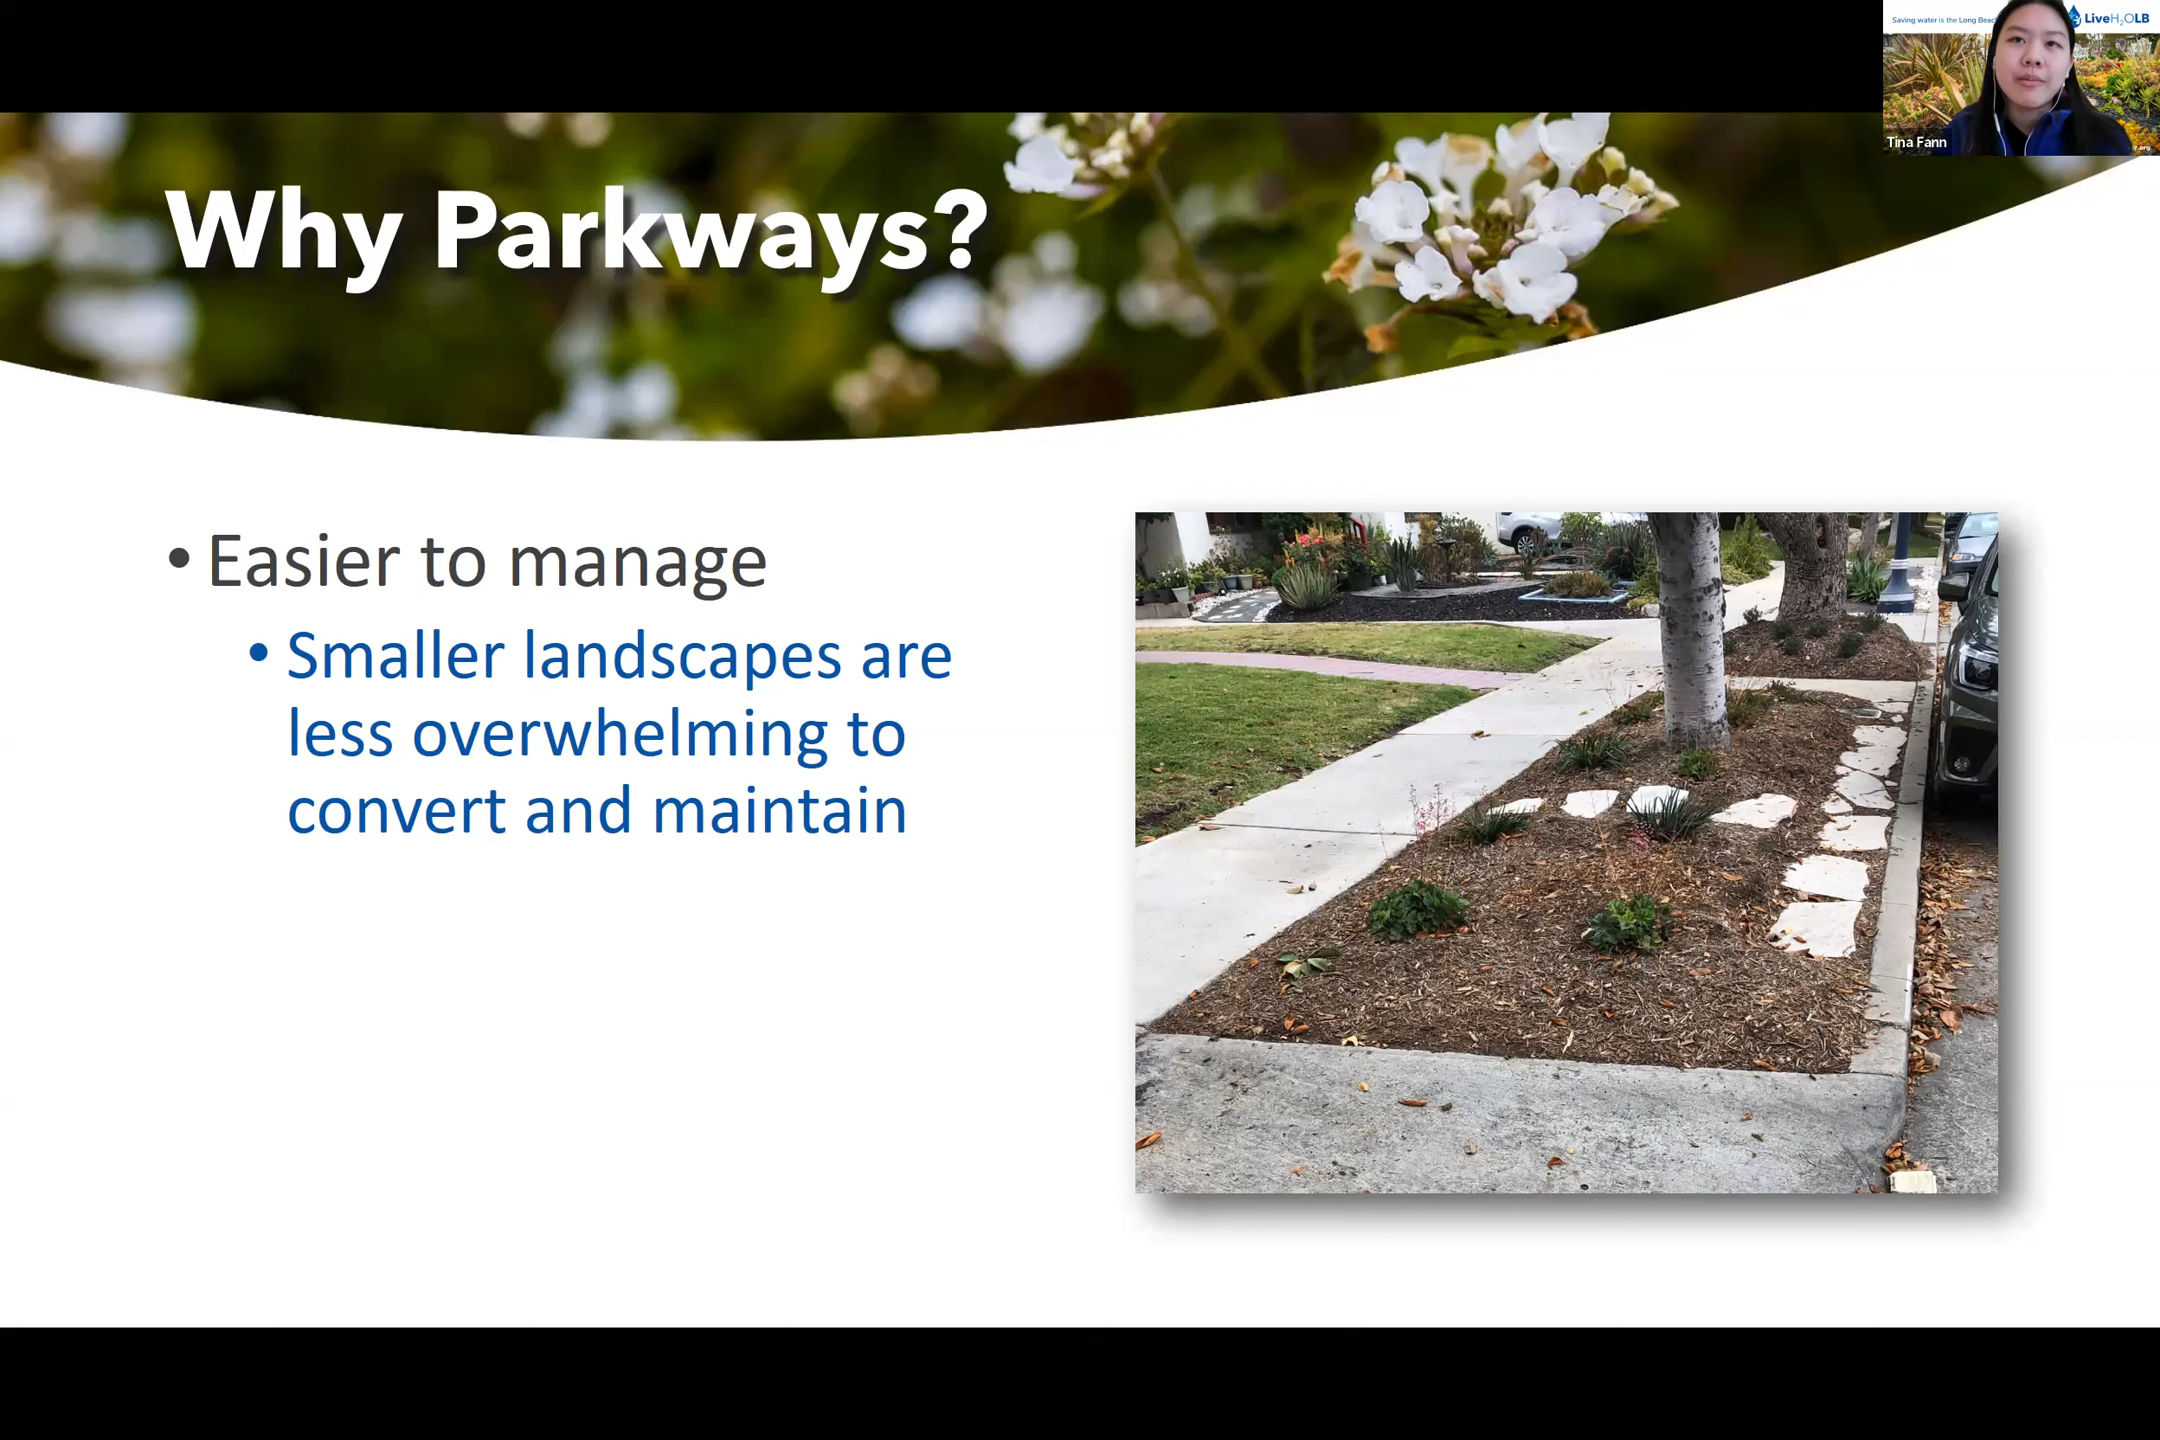 Saving water is the Long Beac
LiveH₂OLB
Tina Fann
Why Parkways?
• Easier to manage
• Smaller landscapes are
less overwhelming to
convert and maintain